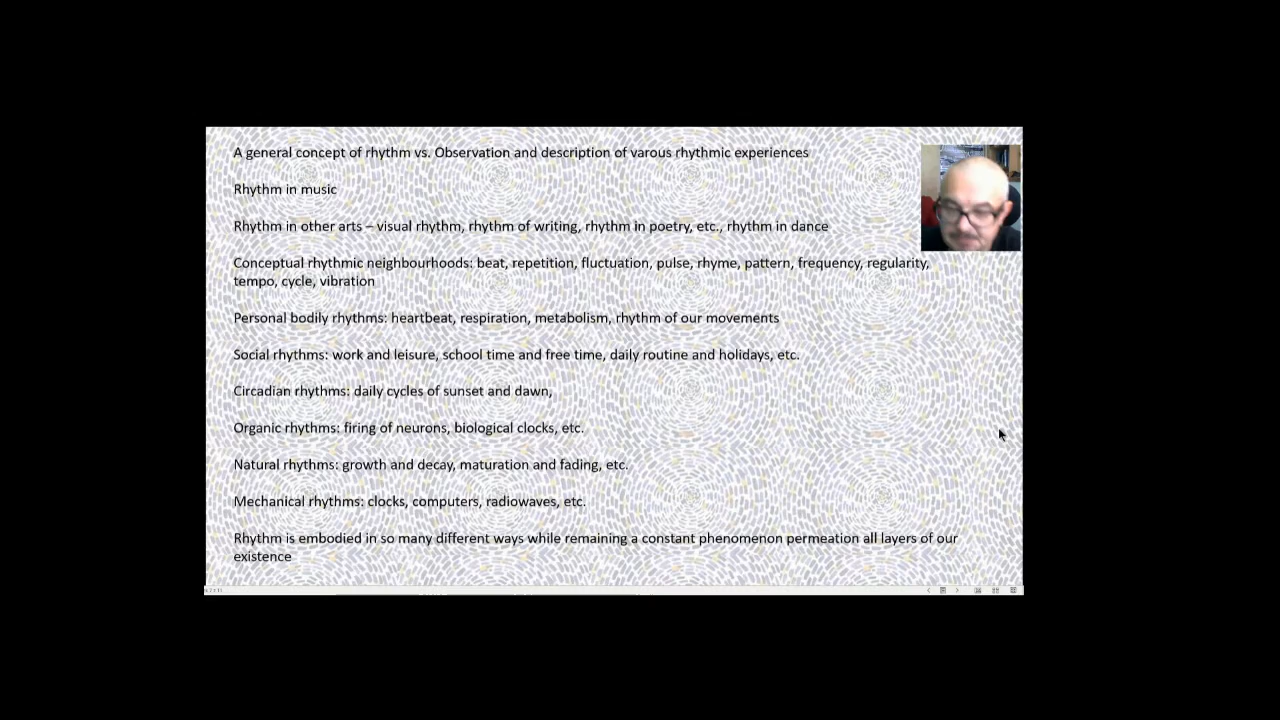 A general concept of rhythm vs. Observation and description of varous rhythmic experiences
Rhythm in music
Rhythm in other arts – visual rhythm, rhythm of writing, rhythm in poetry, etc., rhythm in dance
Conceptual rhythmic neighbourhoods: beat, repetition, fluctuation, pulse, rhyme, pattern, frequency, regularity,
tempo, cycle, vibration
Personal bodily rhythms: heartbeat, respiration, metabolism, rhythm of our movements
Social rhythms: work and leisure, school time and free time, daily routine and holidays, etc.
Circadian rhythms: daily cycles of sunset and dawn,
Organic rhythms: firing of neurons, biological clocks, etc.
Natural rhythms: growth and decay, maturation and fading, etc.
Mechanical rhythms: clocks, computers, radiowaves, etc.
Rhythm is embodied in so many different ways while remaining a constant phenomenon permeation all layers of our
existence